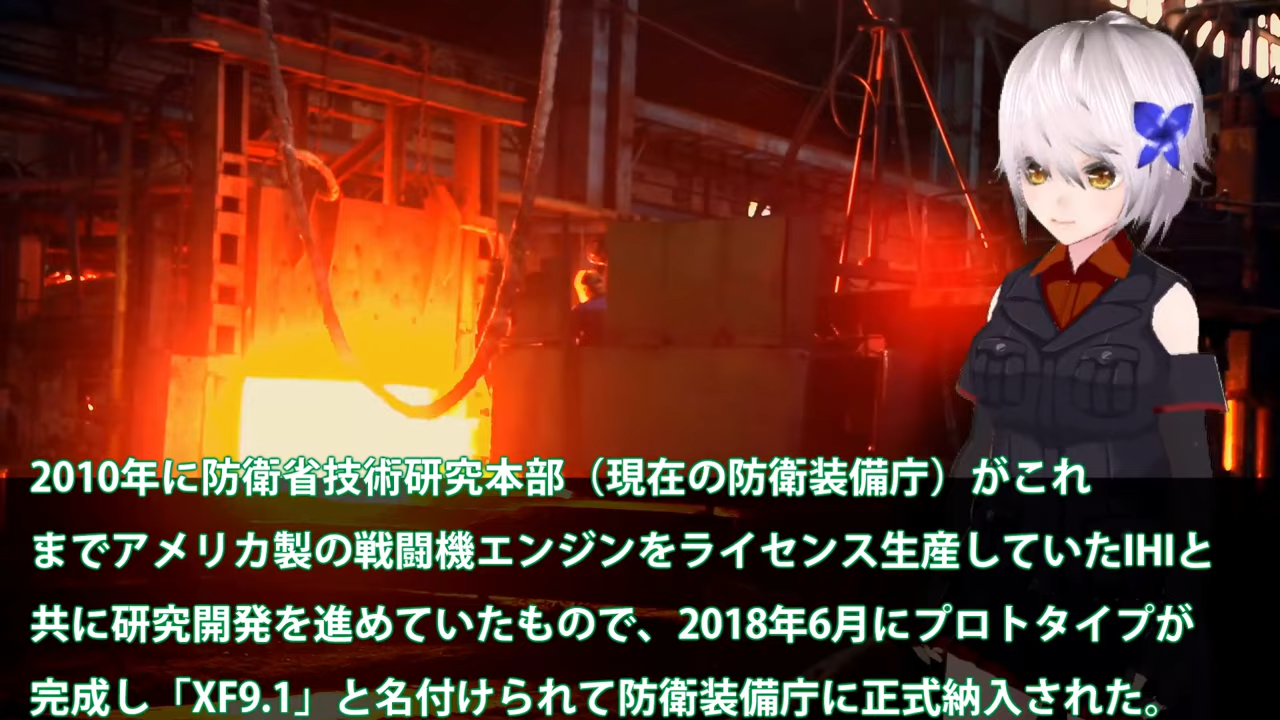 2010年に防衛省技術研究本部（現在の防衛装備庁）がこれ
までアメリカ製の戦闘機エンジンをライセンス生産していたIHIと
共に研究開発を進めていたもので、2018年6月にプロトタイプが
完成し「XF9.1」と名付けられて防衛装備庁に正式納入された。